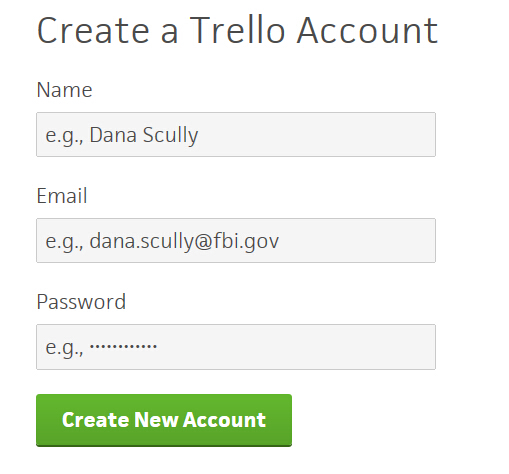 Create a Trello Account
Name
e.g., Dana Scully
Email
e.g., dana.scully@fbi.gov
Password
e.g., ••••••••••••
Create New Account